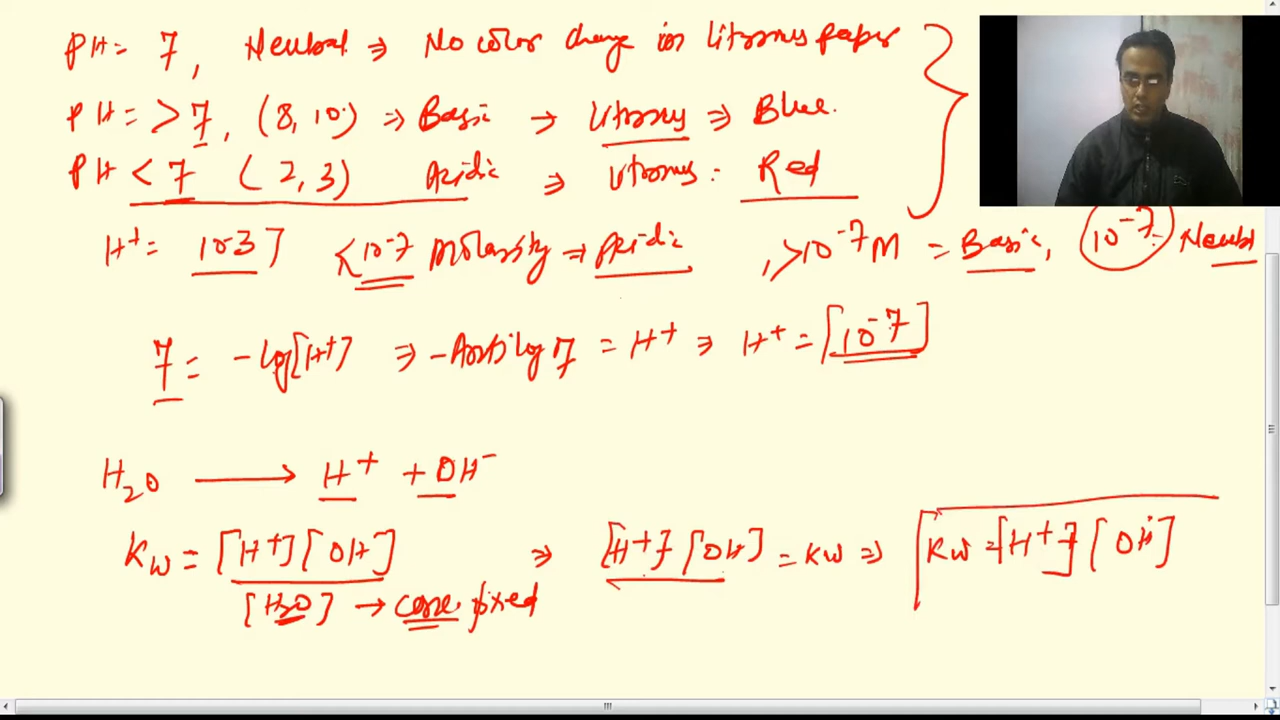 PH = 7, Neutral ⇒ No color change in litmus paper
PH = > 7, (8, 10.) ⇒ Basic → litmus ⇒ Blue.
PH < 7 (2, 3) Acidic ⇒ litmus : Red
H+ = 10-3] <10-7 Molarity ⇒ Acidic , >10-7 M = Basic, 10-7 Neutral
7 = -log[H+] ⇒ -Antilog 7 = H+ ⇒ H+ = [10-7]
H2O → H+ + OH-
Kw = [H+][OH-] ⇒ [H+][OH] = Kw ⇒ Kw = [H+][OH-]
[H2O] → conc. fixed